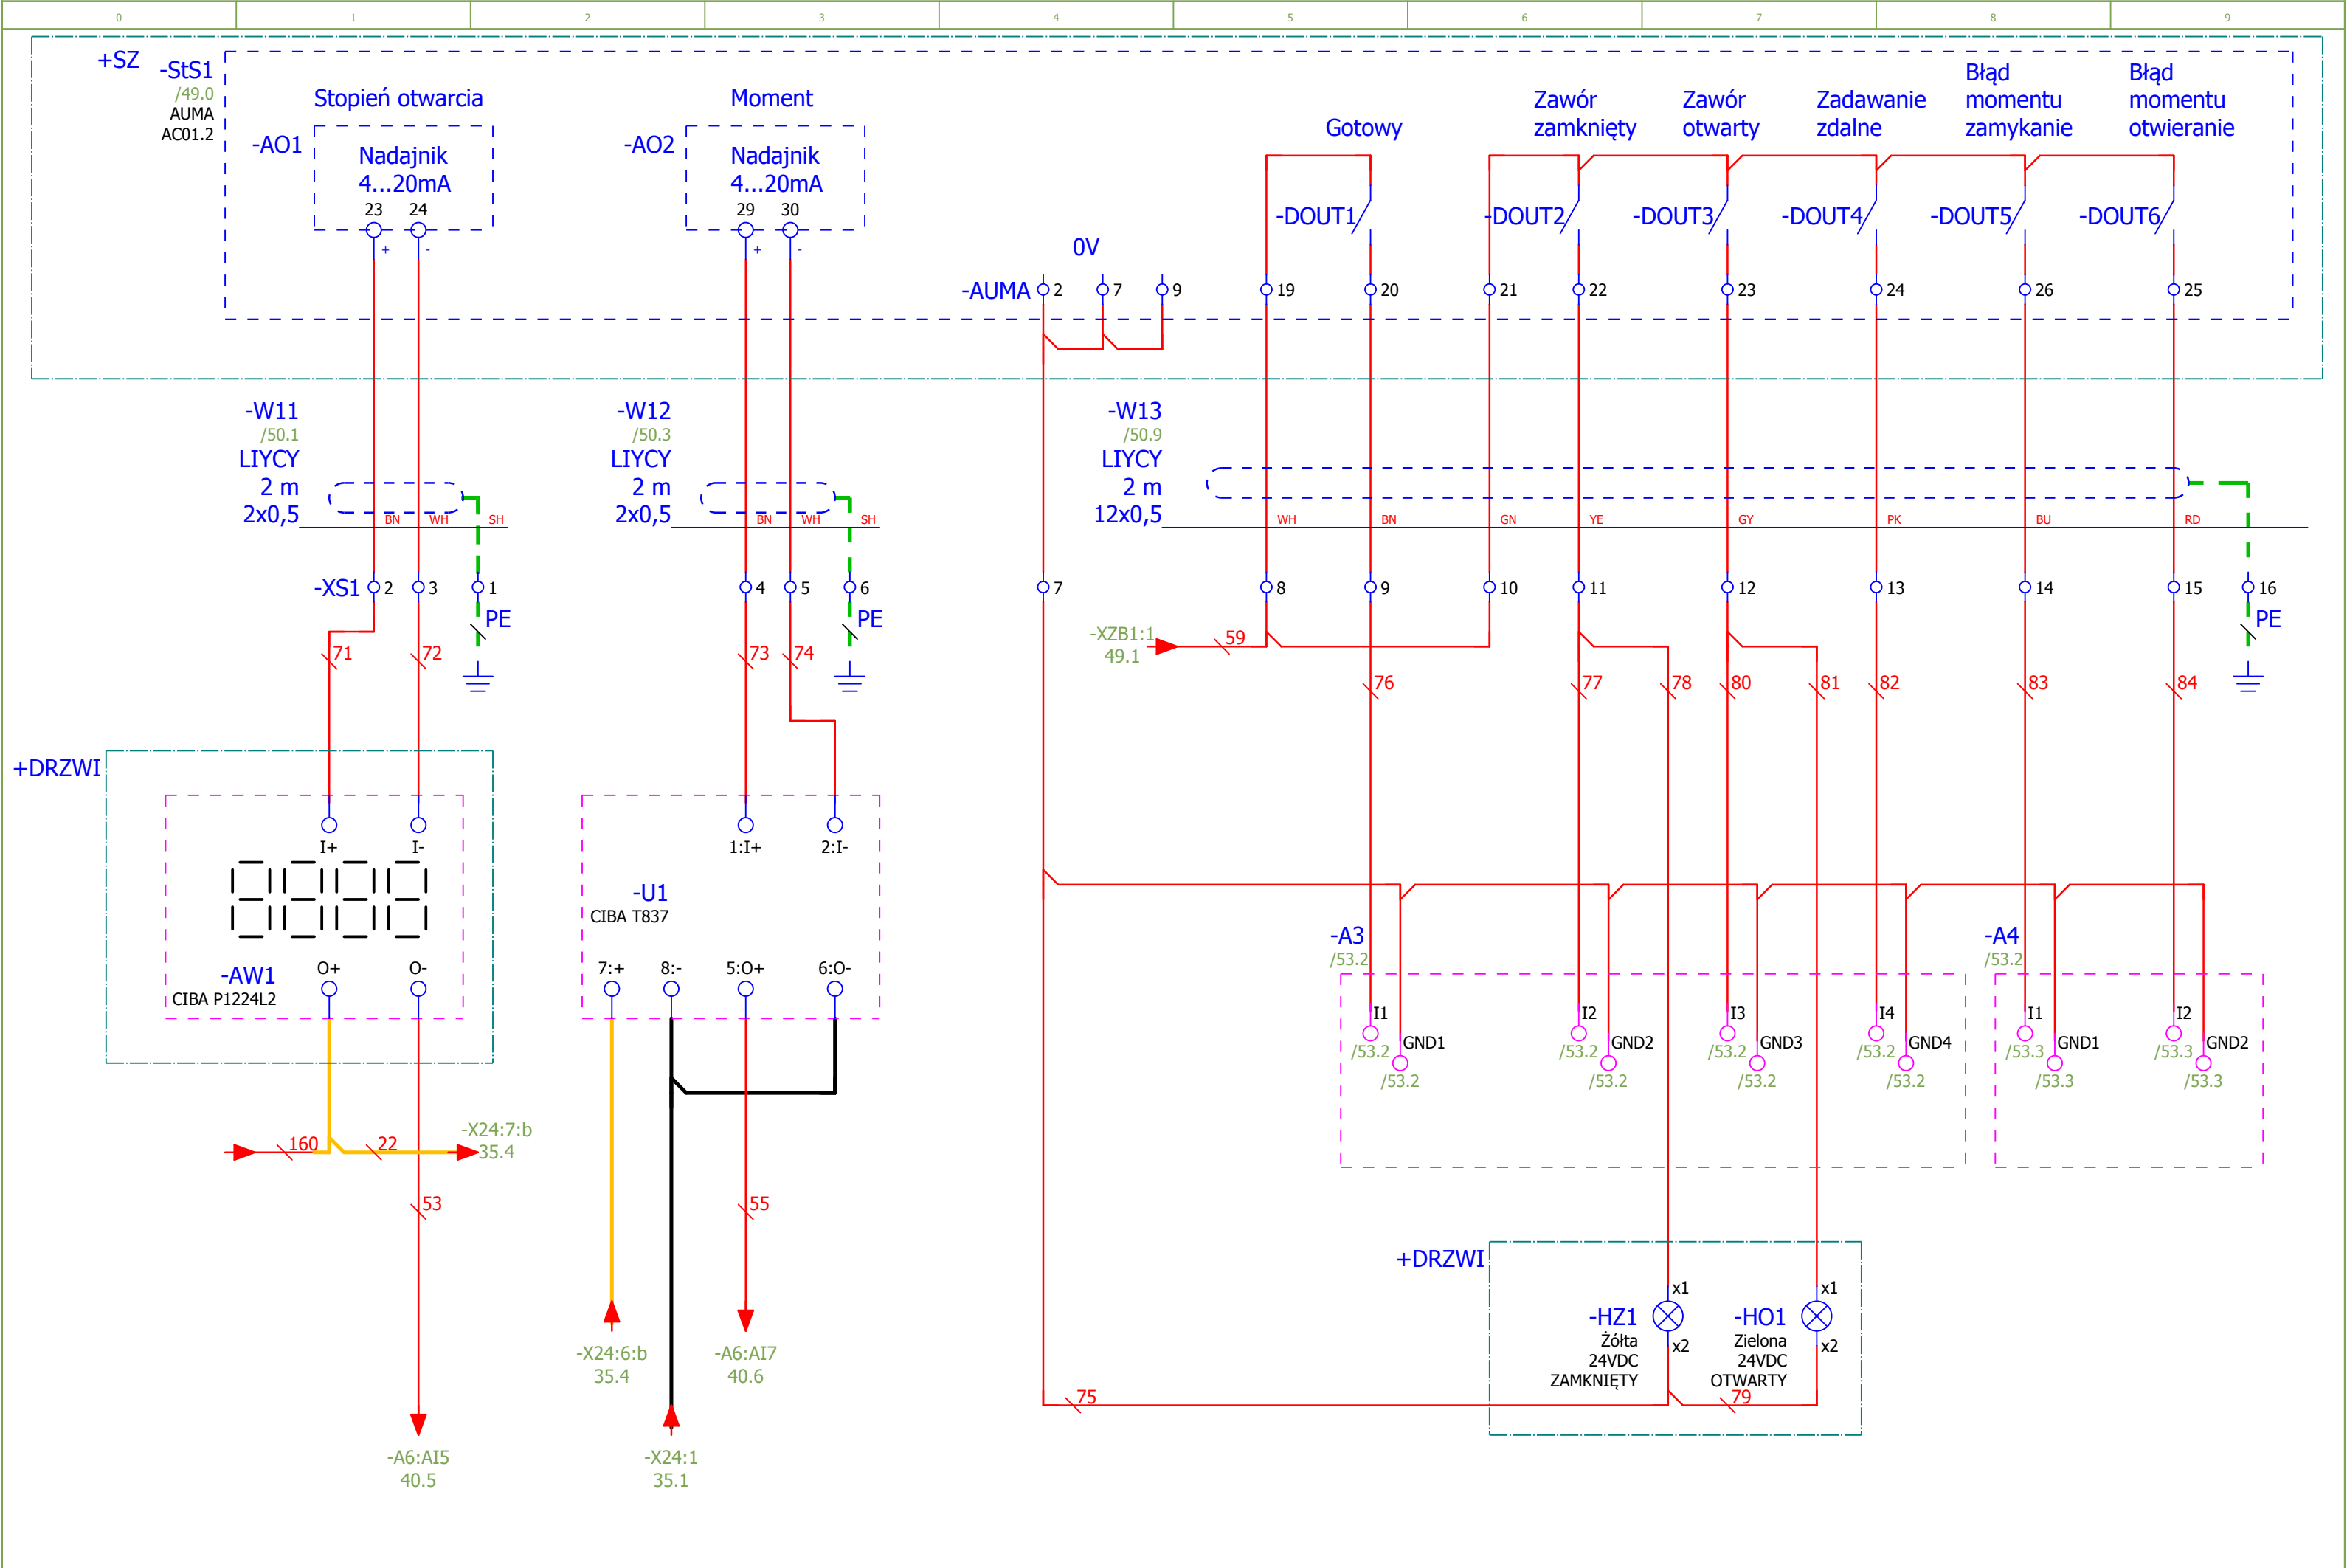 0 1 2 3 4 5 6 7 8 9
+SZ
-StS1
/49.0
AUMA
AC01.2
Stopień otwarcia
-AO1
Nadajnik
4...20mA
23 24
+ -
Moment
-AO2
Nadajnik
4...20mA
29 30
+ -
0V
-AUMA 2 7 9
Gotowy
Zawór
zamknięty
Zawór
otwarty
Zadawanie
zdalne
Błąd
momentu
zamykanie
Błąd
momentu
otwieranie
-DOUT1 -DOUT2 -DOUT3 -DOUT4 -DOUT5 -DOUT6
19 20 21 22 23 24 26 25
-W11
/50.1
LIYCY
2 m
2x0,5
BN WH SH
-W12
/50.3
LIYCY
2 m
2x0,5
BN WH SH
-W13
/50.9
LIYCY
2 m
12x0,5
WH BN GN YE GY PK BU RD
-XS1 2 3 1 4 5 6 7 8 9 10 11 12 13 14 15 16
PE PE PE
-XZB1:1
49.1
59
71 72 73 74
76 77 78 80 81 82 83 84
+DRZWI
I+ I-
-AW1
CIBA P1224L2
O+ O-
1:I+ 2:I-
-U1
CIBA T837
7:+ 8:- 5:O+ 6:O-
-A3
/53.2
I1 I2 I3 I4
/53.2 /53.2 /53.2 /53.2
GND1 GND2 GND3 GND4
/53.2 /53.2 /53.2 /53.2
-A4
/53.2
I1 I2
/53.3 /53.3
GND1 GND2
/53.3 /53.3
160 22
-X24:7:b
35.4
53
55
-X24:6:b
35.4
-A6:AI7
40.6
-A6:AI5
40.5
-X24:1
35.1
+DRZWI
x1 x1
-HZ1
Żółta
24VDC
ZAMKNIĘTY
x2
-HO1
Zielona
24VDC
OTWARTY
x2
75 79